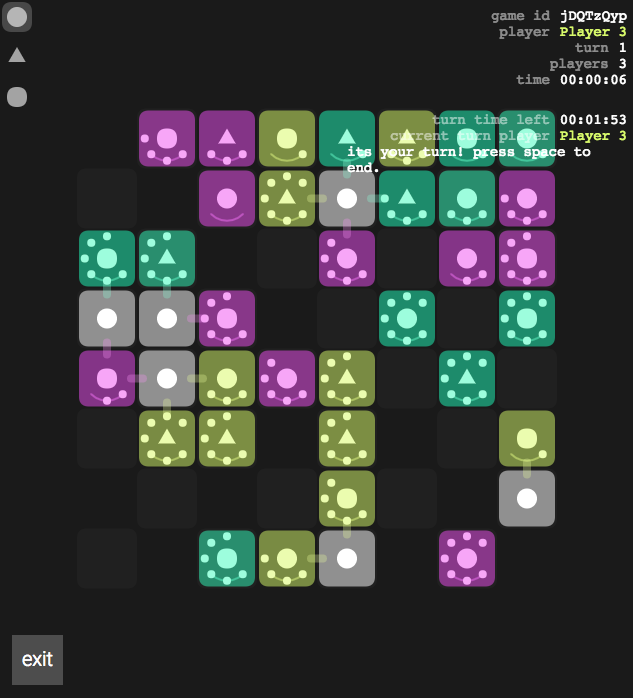 game id jDQTzQyp
player Player 3
turn 1
players 3
time 00:00:06
turn time left 00:01:53
current turn player Player 3
its your turn! press space to
end.
exit